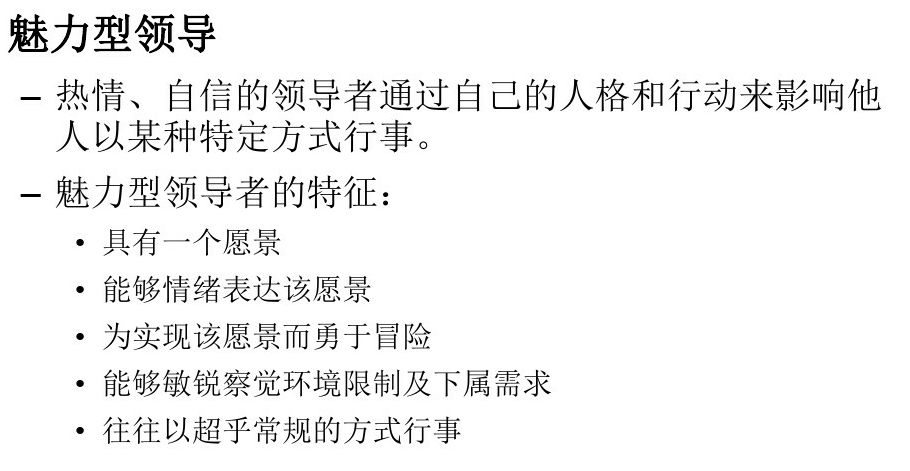 魅力型领导
– 热情、自信的领导者通过自己的人格和行动来影响他
人以某种特定方式行事。
– 魅力型领导者的特征：
• 具有一个愿景
• 能够情绪表达该愿景
• 为实现该愿景而勇于冒险
• 能够敏锐察觉环境限制及下属需求
• 往往以超乎常规的方式行事